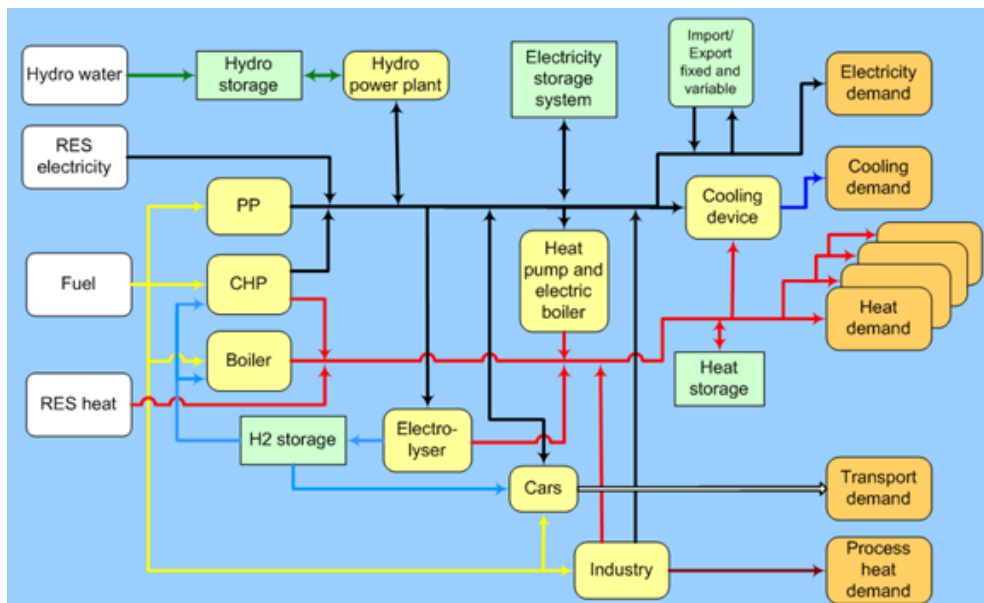 Hydro water
Hydro
storage
Hydro
power plant
Electricity
storage
system
Import/
Export
fixed and
variable
Electricity
demand
RES
electricity
Cooling
demand
PP
Cooling
device
Fuel
CHP
Heat
pump and
electric
boiler
Heat
demand
Boiler
Heat
storage
RES heat
H2 storage
Electro-
lyser
Cars
Transport
demand
Industry
Process
heat
demand